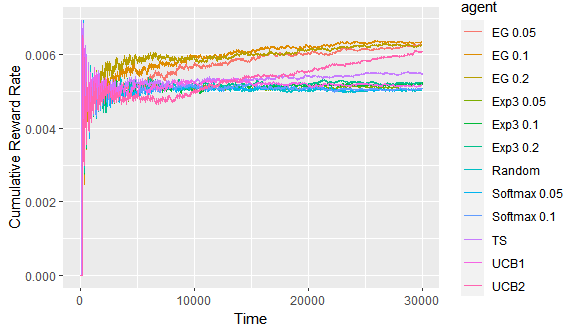 agent
EG 0.05
EG 0.1
EG 0.2
Exp3 0.05
Exp3 0.1
Exp3 0.2
Random
Softmax 0.05
Softmax 0.1
TS
UCB1
UCB2
Cumulative Reward Rate
0.006
0.004
0.002
0.000
0 10000 20000 30000
Time